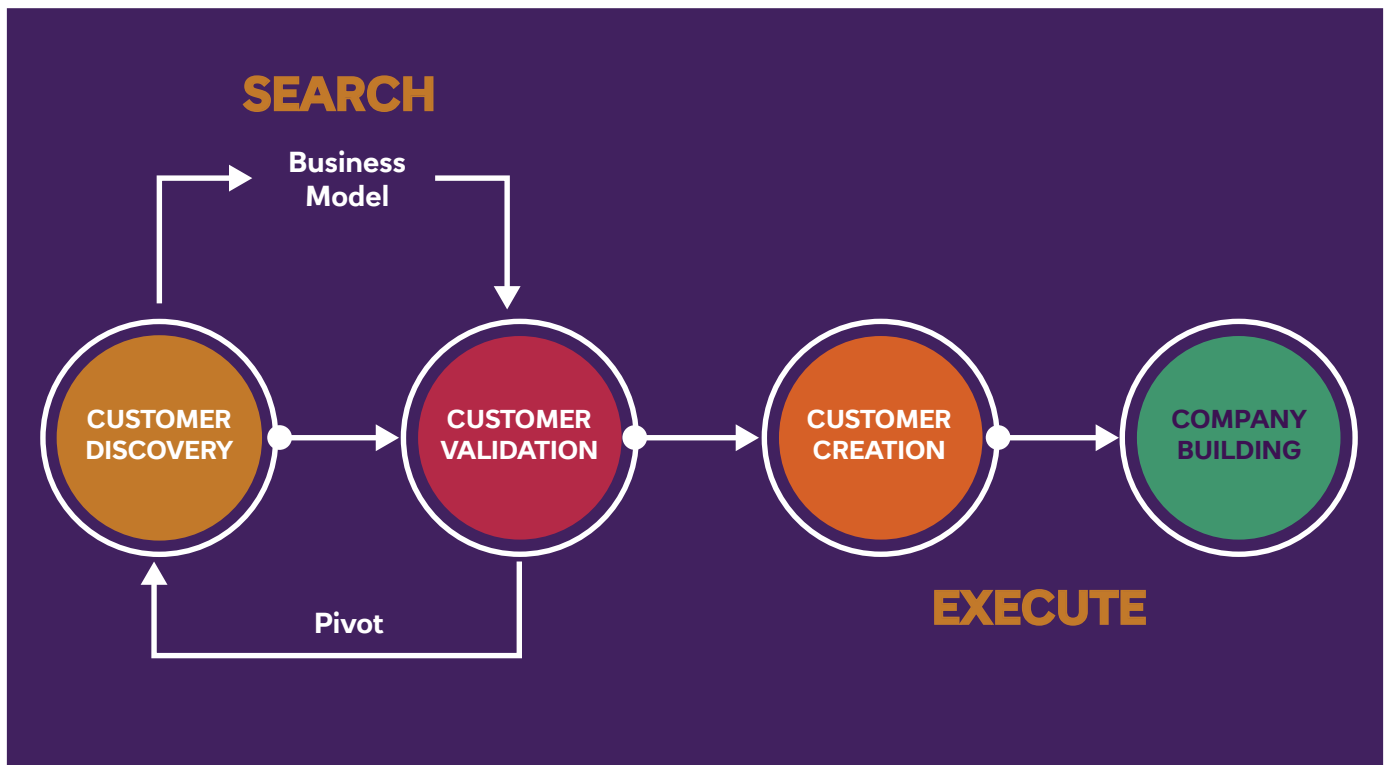 SEARCH
Business
Model
CUSTOMER
DISCOVERY
CUSTOMER
VALIDATION
CUSTOMER
CREATION
COMPANY
BUILDING
Pivot
EXECUTE